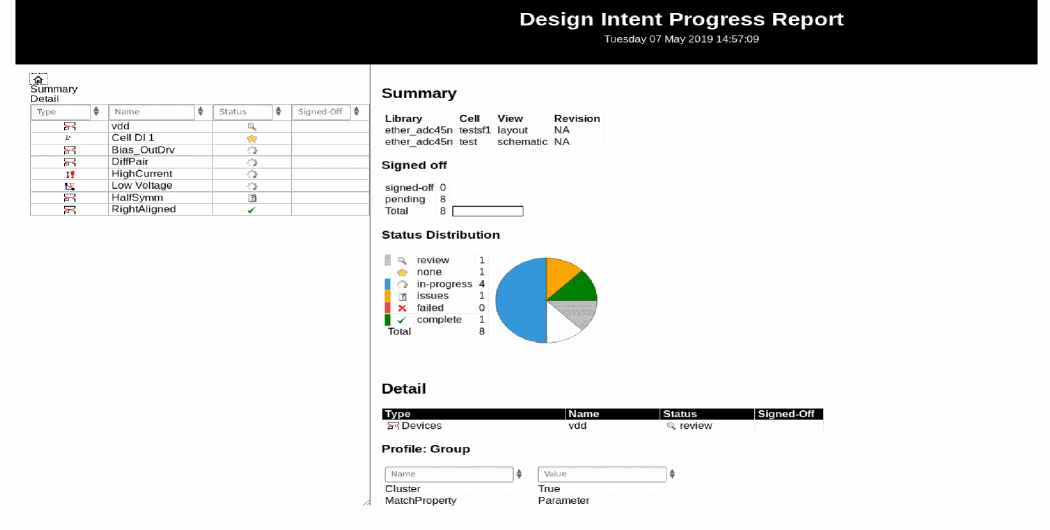 Design Intent Progress Report
Tuesday 07 May 2019 14:57:09
Summary
Detail
Type Name Status Signed-Off
vdd
Cell DI 1
Bias_OutDrv
DiffPair
HighCurrent
Low Voltage
HalfSymm
RightAligned
Summary
Library Cell View Revision
ether_adc45n testsf1 layout NA
ether_adc45n test schematic NA
Signed off
signed-off 0
pending 8
Total 8
Status Distribution
review 1
none 1
in-progress 4
issues 1
failed 0
complete 1
Total 8
Detail
Type Name Status Signed-Off
Devices vdd review
Profile: Group
Name Value
Cluster True
MatchProperty Parameter